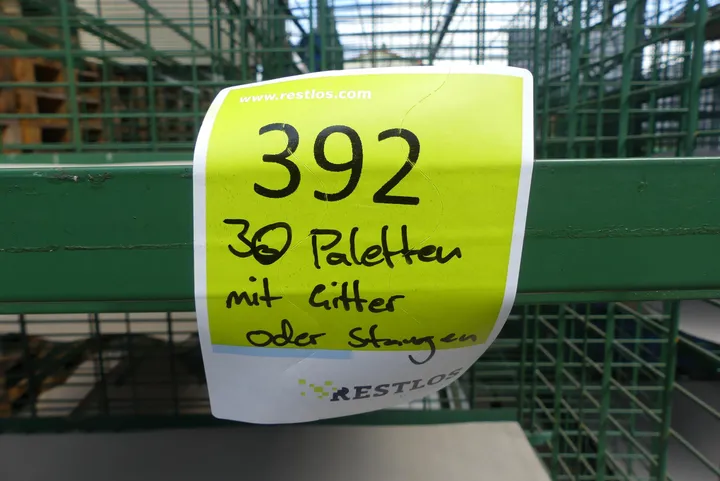 www.restlos.com
392
30 Paletten
mit Gitter
oder Stangen
RESTLOS